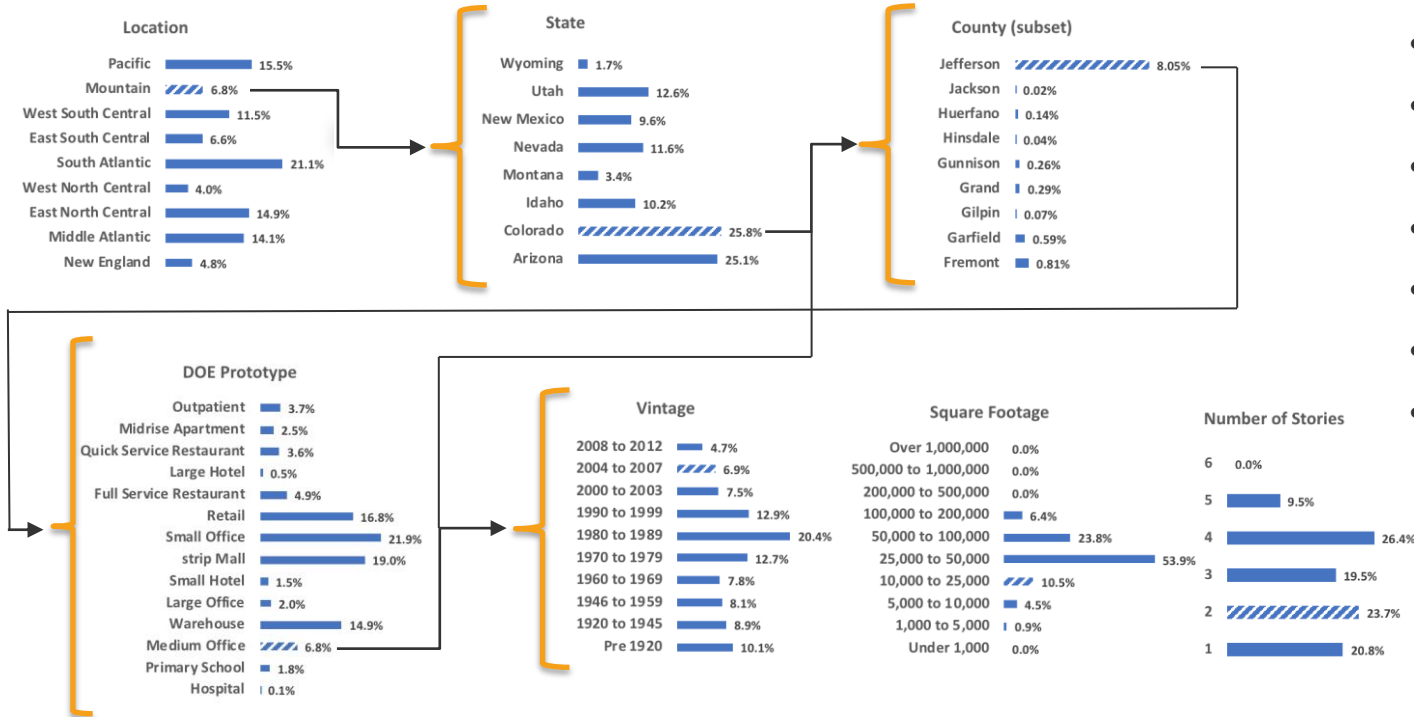 Location
Pacific 15.5%
Mountain 6.8%
West South Central 11.5%
East South Central 6.6%
South Atlantic 21.1%
West North Central 4.0%
East North Central 14.9%
Middle Atlantic 14.1%
New England 4.8%
State
Wyoming 1.7%
Utah 12.6%
New Mexico 9.6%
Nevada 11.6%
Montana 3.4%
Idaho 10.2%
Colorado 25.8%
Arizona 25.1%
County (subset)
Jefferson 8.05%
Jackson 0.02%
Huerfano 0.14%
Hinsdale 0.04%
Gunnison 0.26%
Grand 0.29%
Gilpin 0.07%
Garfield 0.59%
Fremont 0.81%
DOE Prototype
Outpatient 3.7%
Midrise Apartment 2.5%
Quick Service Restaurant 3.6%
Large Hotel 0.5%
Full Service Restaurant 4.9%
Retail 16.8%
Small Office 21.9%
strip Mall 19.0%
Small Hotel 1.5%
Large Office 2.0%
Warehouse 14.9%
Medium Office 6.8%
Primary School 1.8%
Hospital 0.1%
Vintage
2008 to 2012 4.7%
2004 to 2007 6.9%
2000 to 2003 7.5%
1990 to 1999 12.9%
1980 to 1989 20.4%
1970 to 1979 12.7%
1960 to 1969 7.8%
1946 to 1959 8.1%
1920 to 1945 8.9%
Pre 1920 10.1%
Square Footage
Over 1,000,000 0.0%
500,000 to 1,000,000 0.0%
200,000 to 500,000 0.0%
100,000 to 200,000 6.4%
50,000 to 100,000 23.8%
25,000 to 50,000 53.9%
10,000 to 25,000 10.5%
5,000 to 10,000 4.5%
1,000 to 5,000 0.9%
Under 1,000 0.0%
Number of Stories
6 0.0%
5 9.5%
4 26.4%
3 19.5%
2 23.7%
1 20.8%